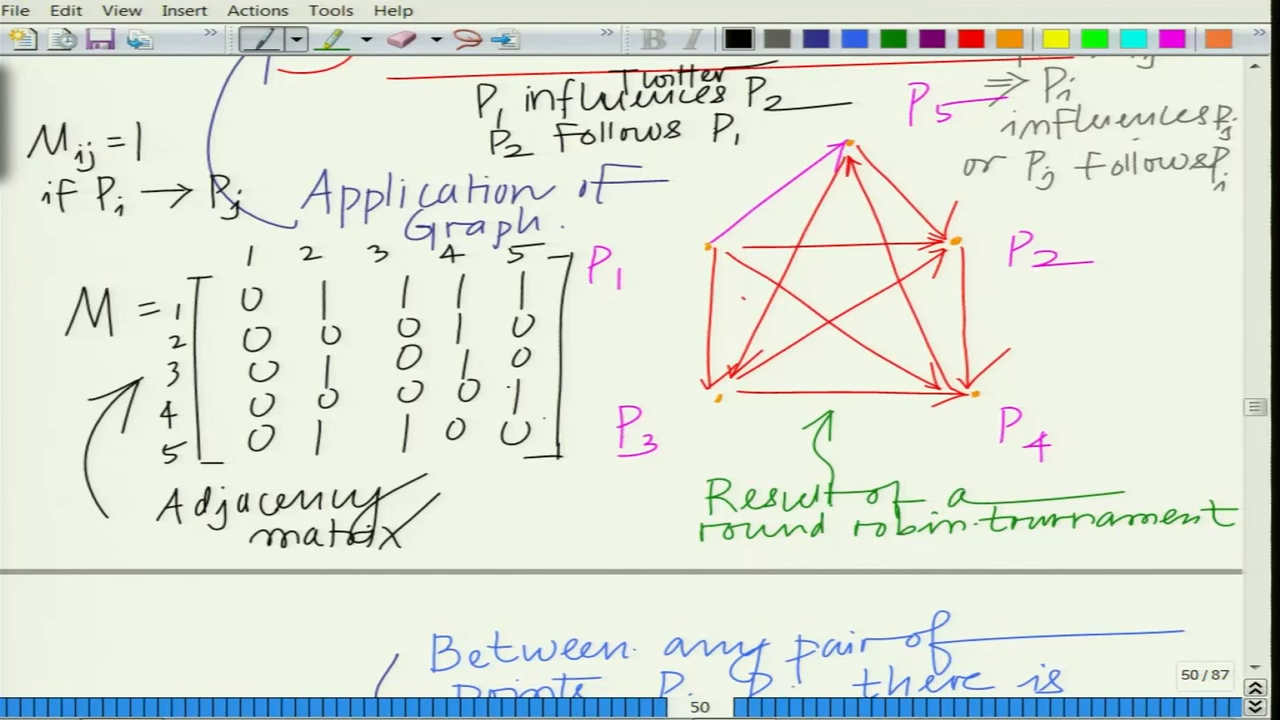 File Edit View Insert Actions Tools Help
B I
Twitter
P1 influences P2
P2 follows P1
P5
⇒ Pi
influences Pj
or Pj follows Pi
Mij = 1
if Pi → Pj
Application of
Graph.
1 2 3 4 5
M = 1 0 1 1 1 1
2 0 0 0 1 0
3 0 1 0 1 0
4 0 0 0 0 1
5 0 1 1 0 0
P1
P2
P3
P4
Adjacency
matrix
Result of a
round robin trurnament
Between any pair of
points P. P. there is
50 / 87
50